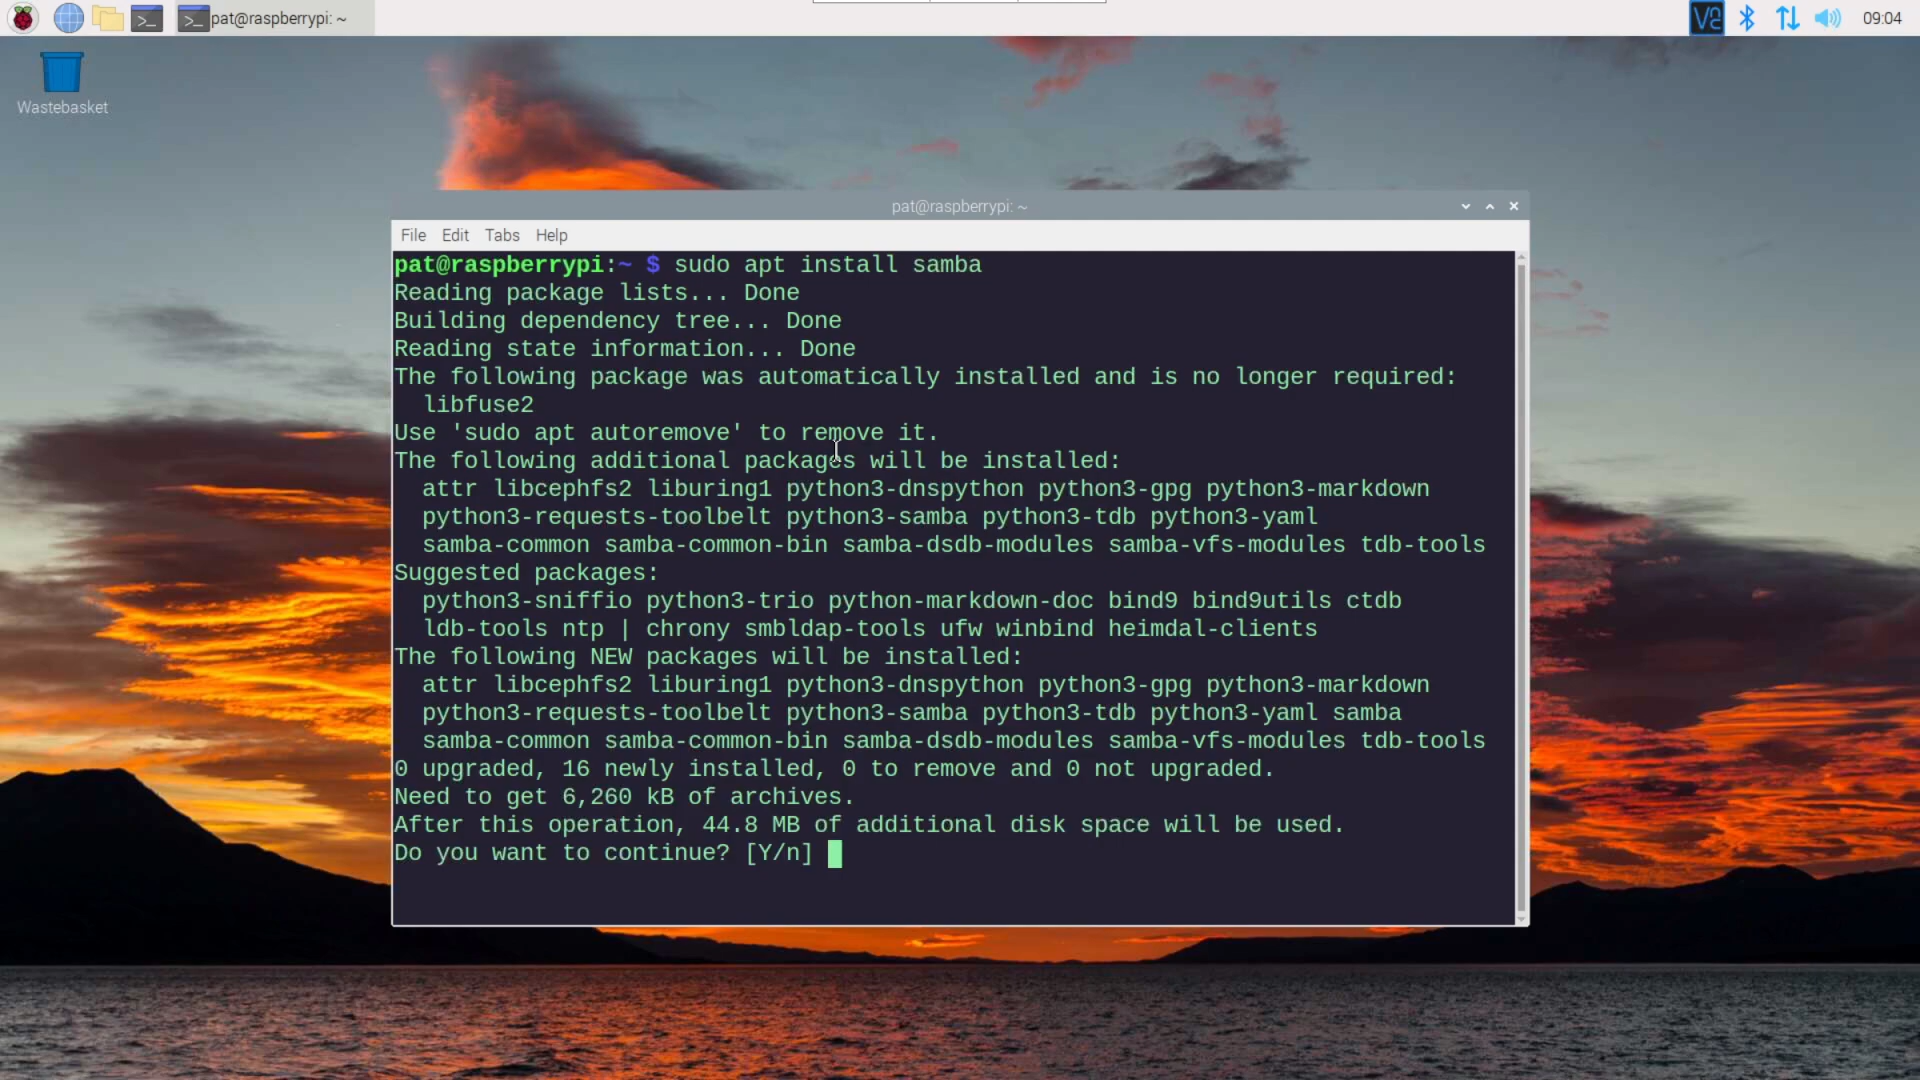 pat@raspberrypi: ~
09:04
Wastebasket
pat@raspberrypi: ~
File Edit Tabs Help
pat@raspberrypi:~ $ sudo apt install samba
Reading package lists... Done
Building dependency tree... Done
Reading state information... Done
The following package was automatically installed and is no longer required:
  libfuse2
Use 'sudo apt autoremove' to remove it.
The following additional packages will be installed:
  attr libcephfs2 liburing1 python3-dnspython python3-gpg python3-markdown
  python3-requests-toolbelt python3-samba python3-tdb python3-yaml
  samba-common samba-common-bin samba-dsdb-modules samba-vfs-modules tdb-tools
Suggested packages:
  python3-sniffio python3-trio python-markdown-doc bind9 bind9utils ctdb
  ldb-tools ntp | chrony smbldap-tools ufw winbind heimdal-clients
The following NEW packages will be installed:
  attr libcephfs2 liburing1 python3-dnspython python3-gpg python3-markdown
  python3-requests-toolbelt python3-samba python3-tdb python3-yaml samba
  samba-common samba-common-bin samba-dsdb-modules samba-vfs-modules tdb-tools
0 upgraded, 16 newly installed, 0 to remove and 0 not upgraded.
Need to get 6,260 kB of archives.
After this operation, 44.8 MB of additional disk space will be used.
Do you want to continue? [Y/n]